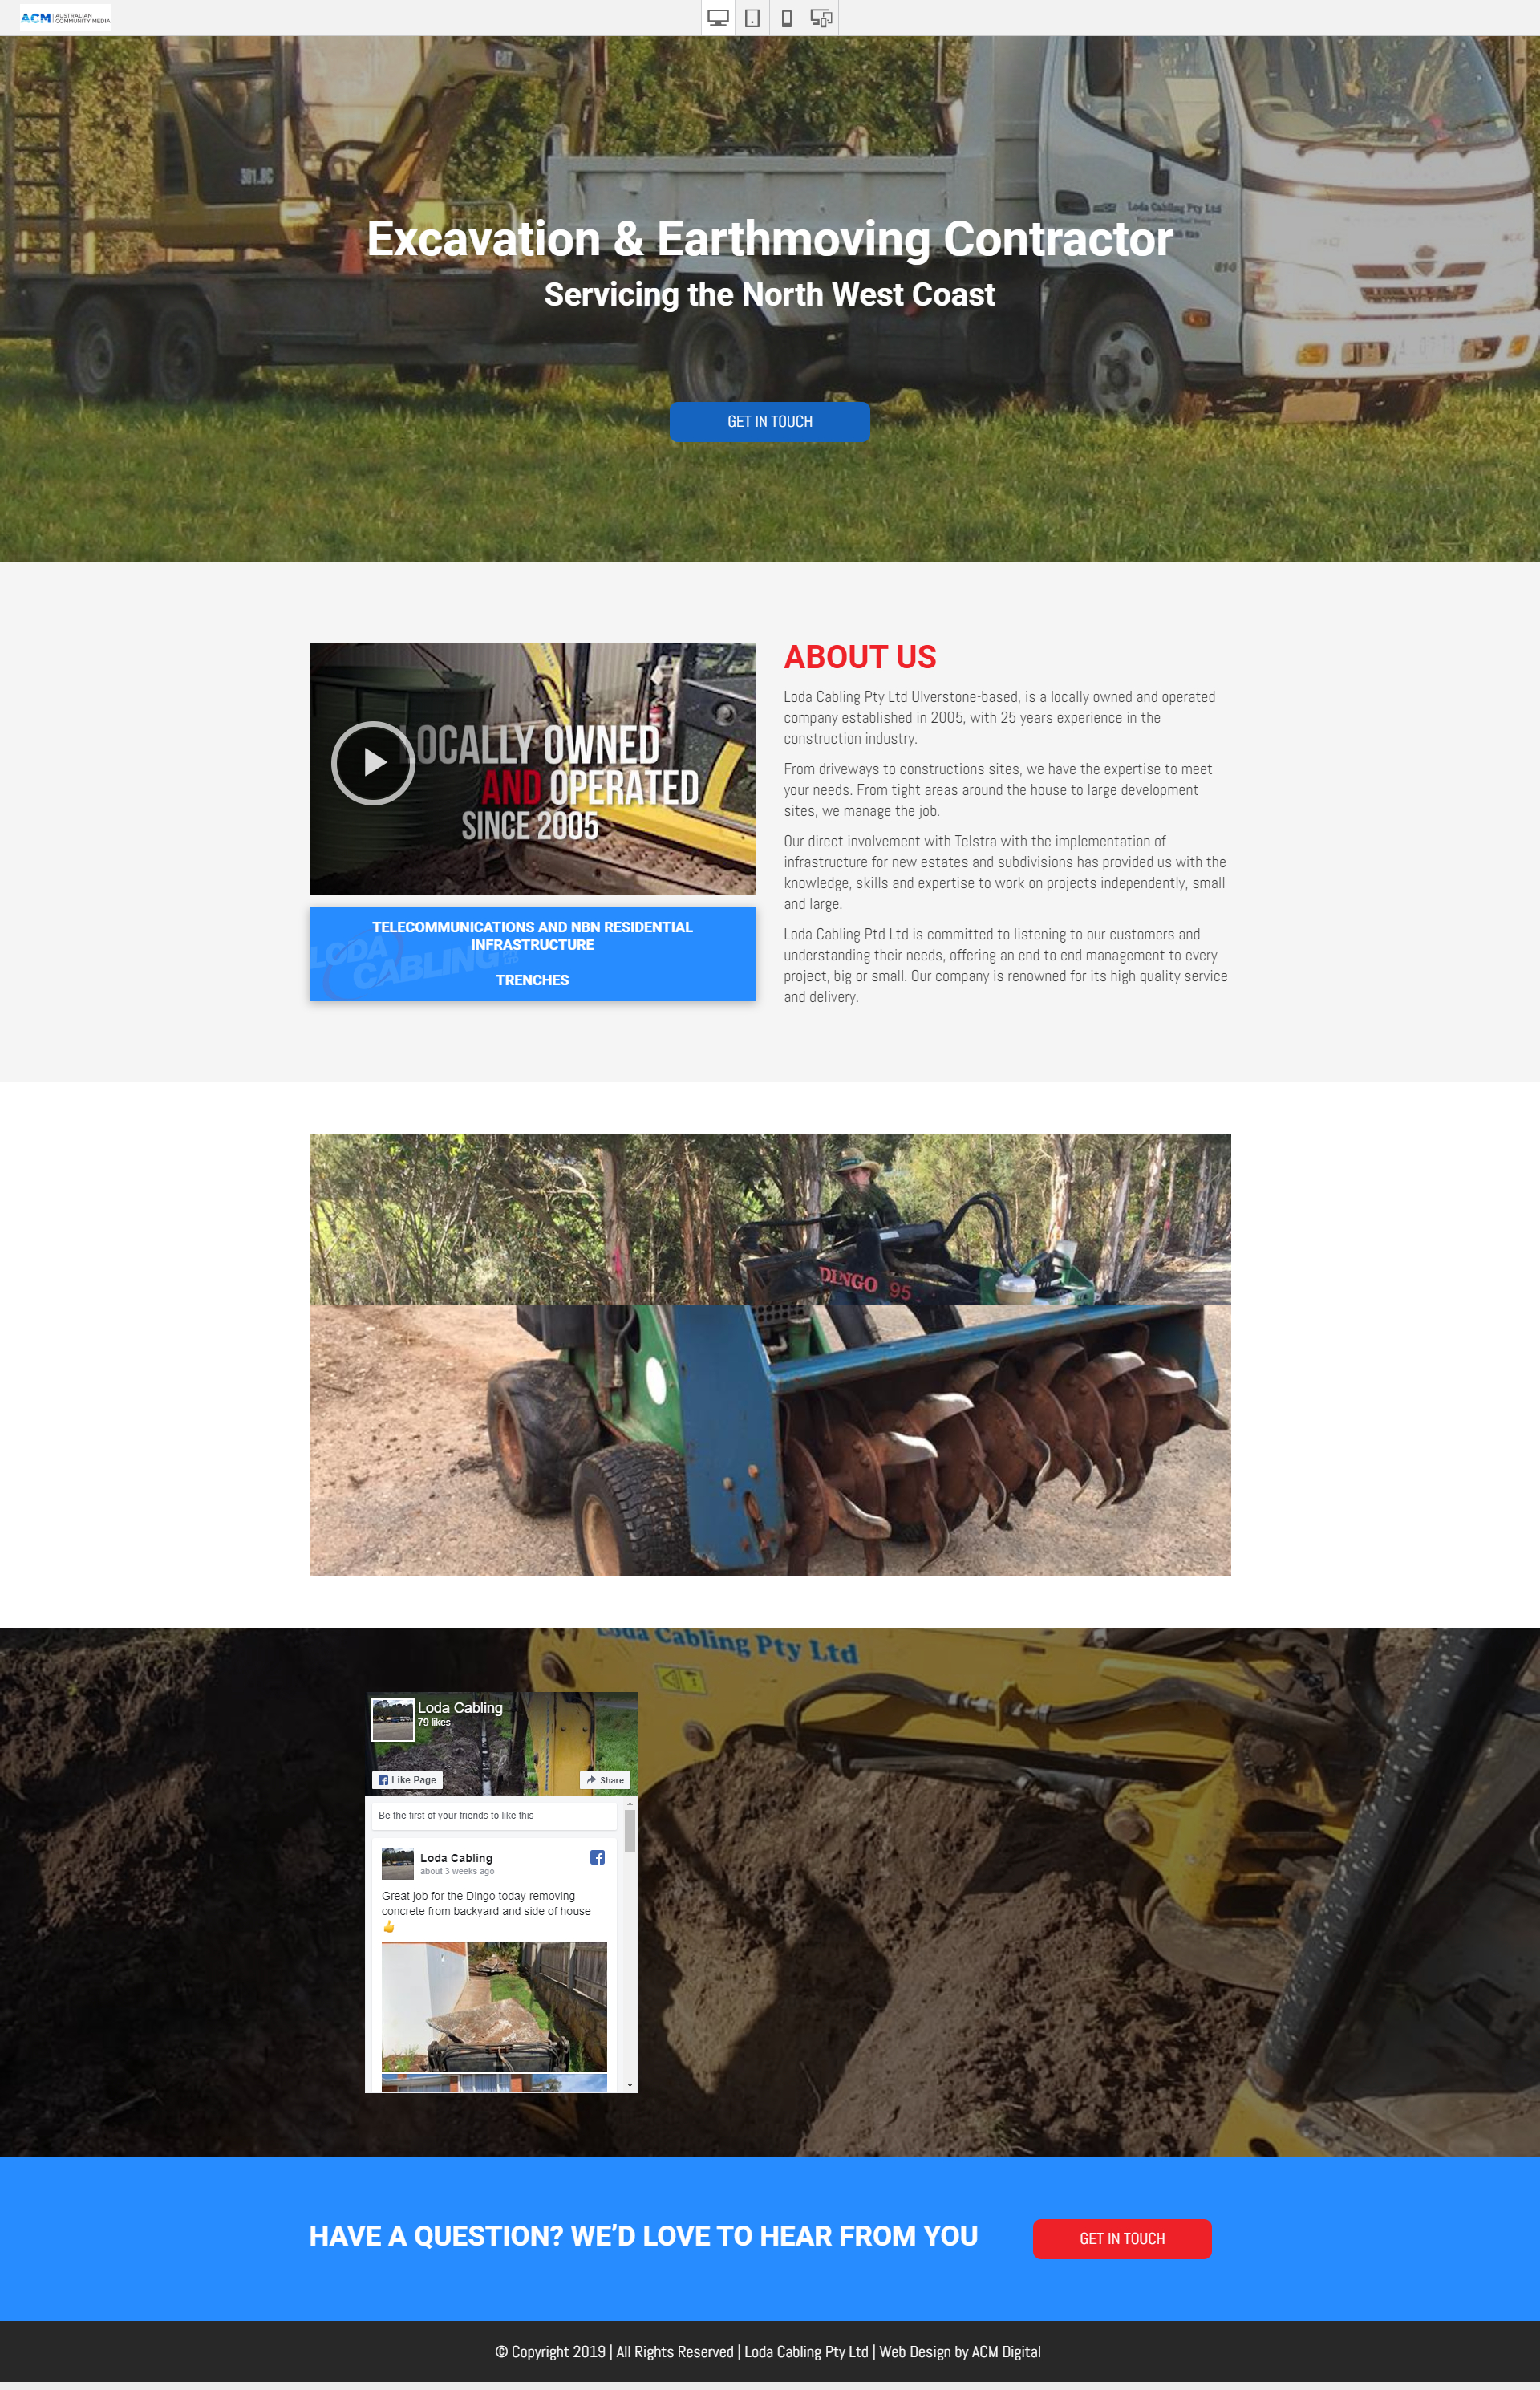 ACM AUSTRALIAN
COMMUNITY MEDIA
CAT
301.8C
Loda Cabling Pty Ltd
814
Excavation & Earthmoving Contractor
Servicing the North West Coast
GET IN TOUCH
LOCALLY OWNED
AND OPERATED
SINCE 2005
TELECOMMUNICATIONS AND NBN RESIDENTIAL
INFRASTRUCTURE
LODA
CABLING
TRENCHES
ABOUT US
Loda Cabling Pty Ltd Ulverstone-based, is a locally owned and operated
company established in 2005, with 25 years experience in the
construction industry.
From driveways to constructions sites, we have the expertise to meet
your needs. From tight areas around the house to large development
sites, we manage the job.
Our direct involvement with Telstra with the implementation of
infrastructure for new estates and subdivisions has provided us with the
knowledge, skills and expertise to work on projects independently, small
and large.
Loda Cabling Ptd Ltd is committed to listening to our customers and
understanding their needs, offering an end to end management to every
project, big or small. Our company is renowned for its high quality service
and delivery.
DINGO 95
Loda Cabling Pty Ltd
Loda Cabling
79 likes
Like Page
Share
Be the first of your friends to like this
Loda Cabling
about 3 weeks ago
Great job for the Dingo today removing
concrete from backyard and side of house
👍
HAVE A QUESTION? WE’D LOVE TO HEAR FROM YOU
GET IN TOUCH
© Copyright 2019 | All Rights Reserved | Loda Cabling Pty Ltd | Web Design by ACM Digital